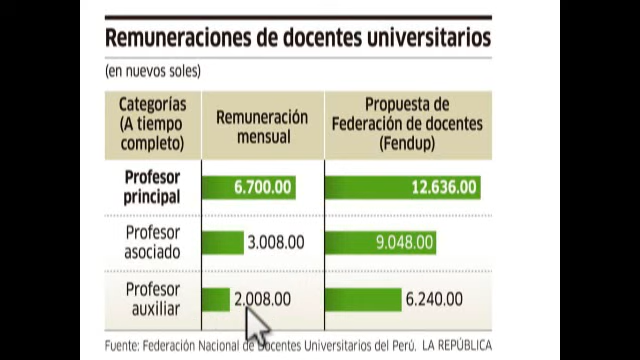 Remuneraciones de docentes universitarios
(en nuevos soles)
Categorías
(A tiempo
completo)
Remuneración
mensual
Propuesta de
Federación de docentes
(Fendup)
Profesor
principal
6.700.00
12.636.00
Profesor
asociado
3.008.00
9.048.00
Profesor
auxiliar
2.008.00
6.240.00
Fuente: Federación Nacional de Docentes Universitarios del Perú. LA REPÚBLICA